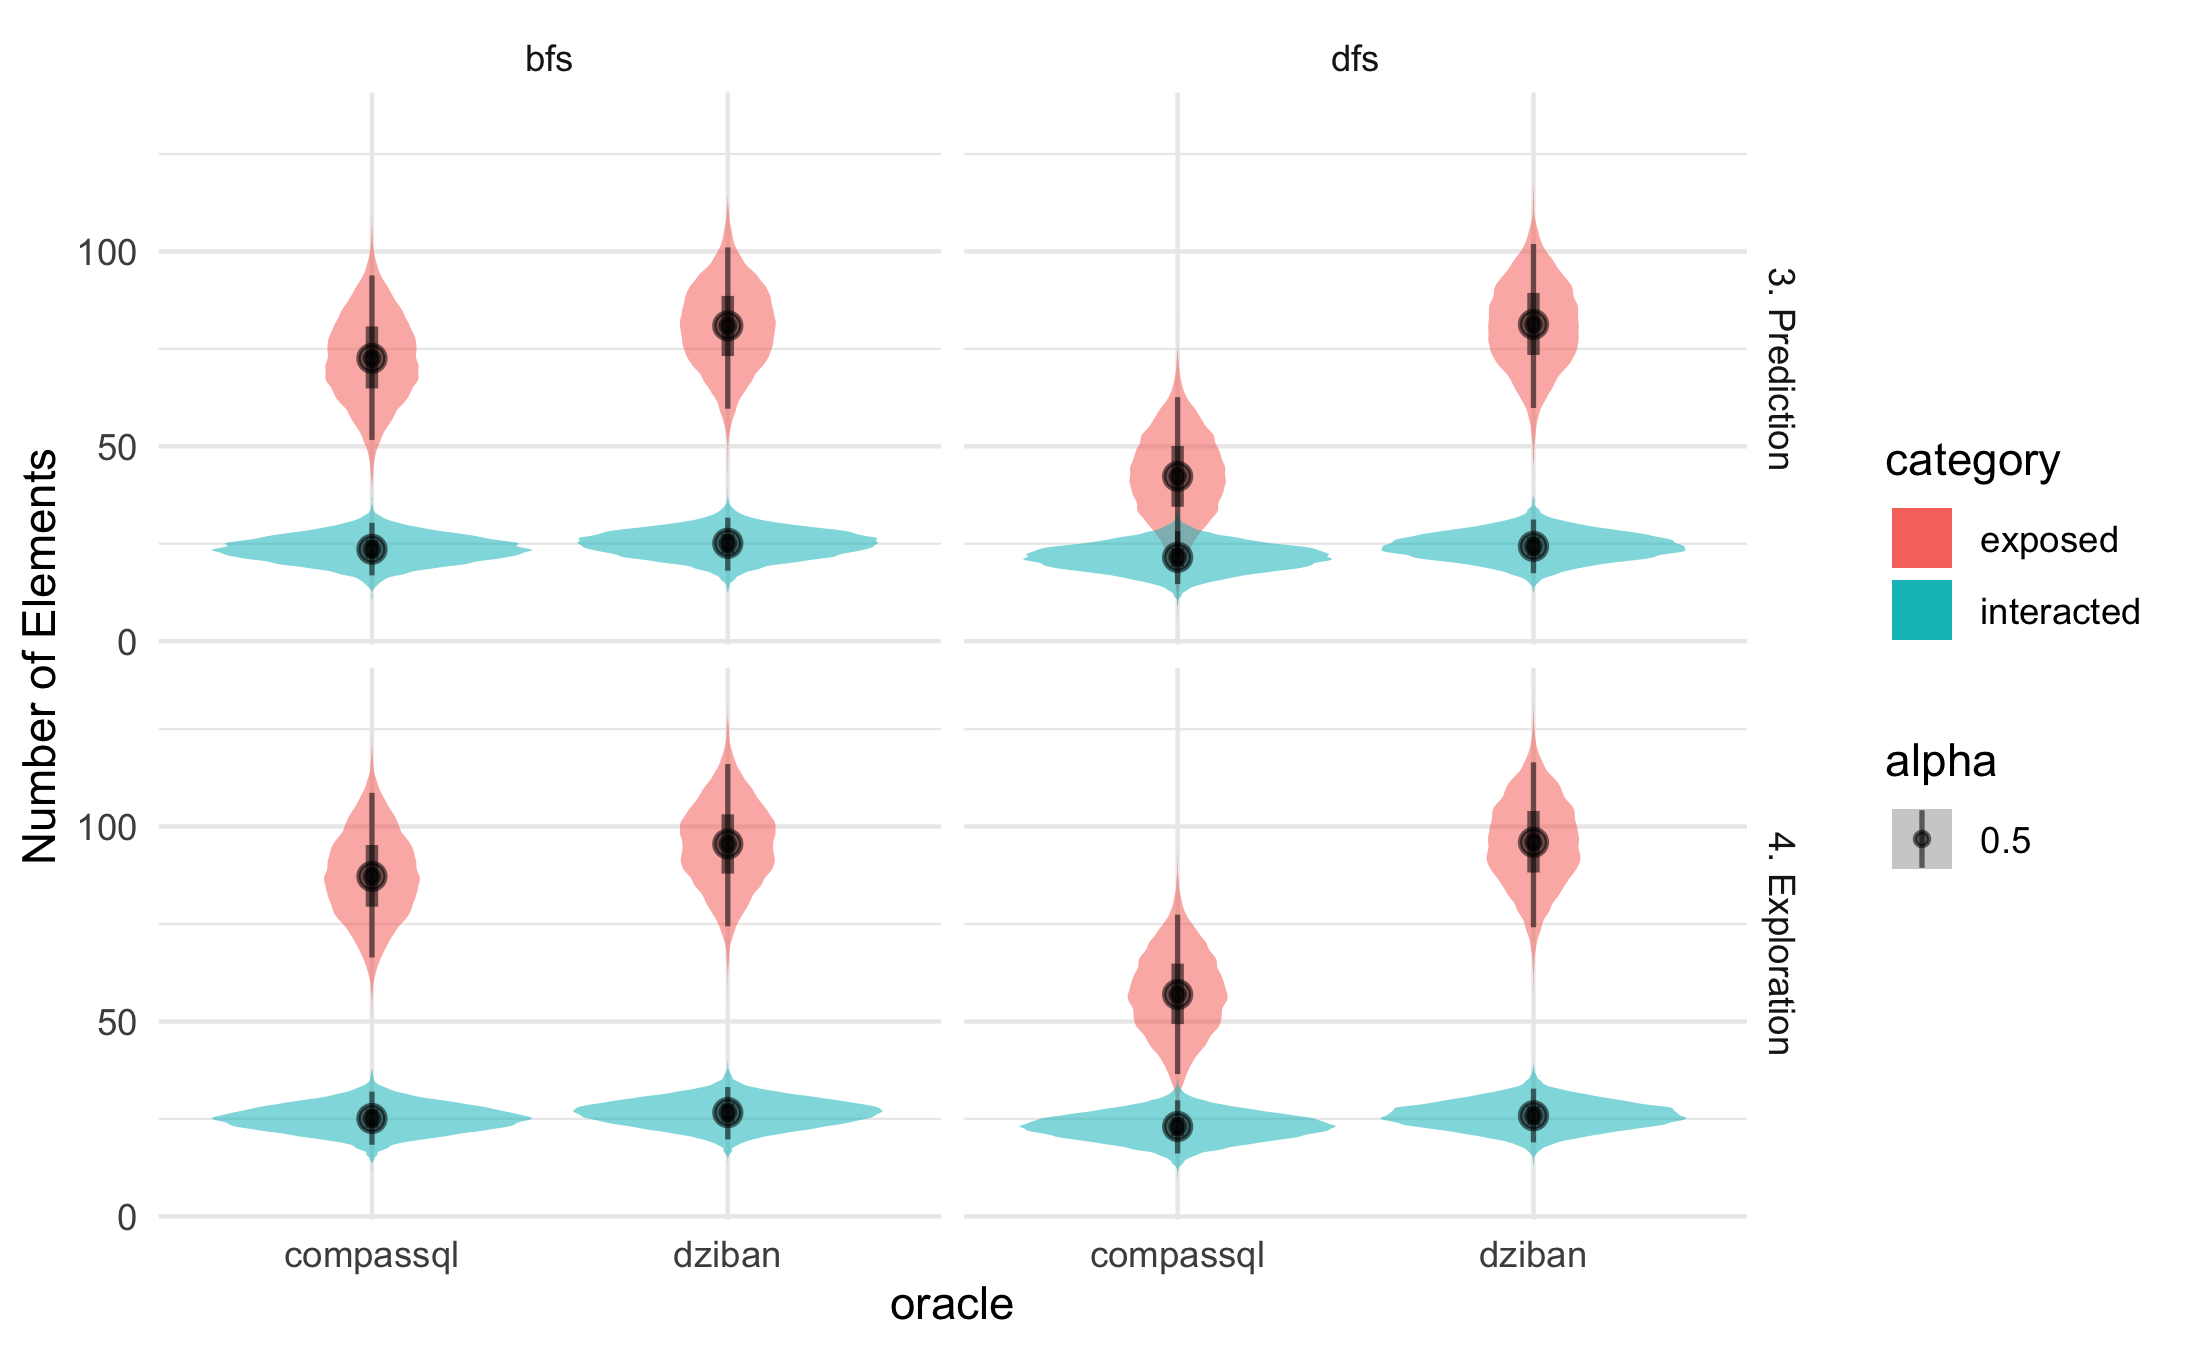 bfs
dfs
100
50
0
3. Prediction
100
50
0
4. Exploration
Number of Elements
compassql
dziban
compassql
dziban
oracle
category
exposed
interacted
alpha
0.5